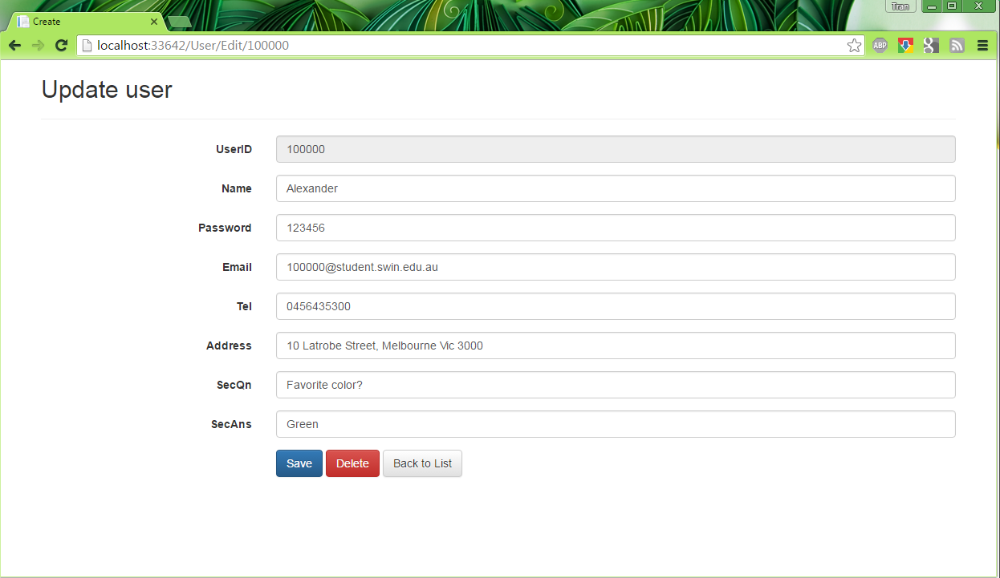 Create
Tran
localhost:33642/User/Edit/100000
ABP
g
Update user
UserID 100000
Name Alexander
Password 123456
Email 100000@student.swin.edu.au
Tel 0456435300
Address 10 Latrobe Street, Melbourne Vic 3000
SecQn Favorite color?
SecAns Green
Save Delete Back to List